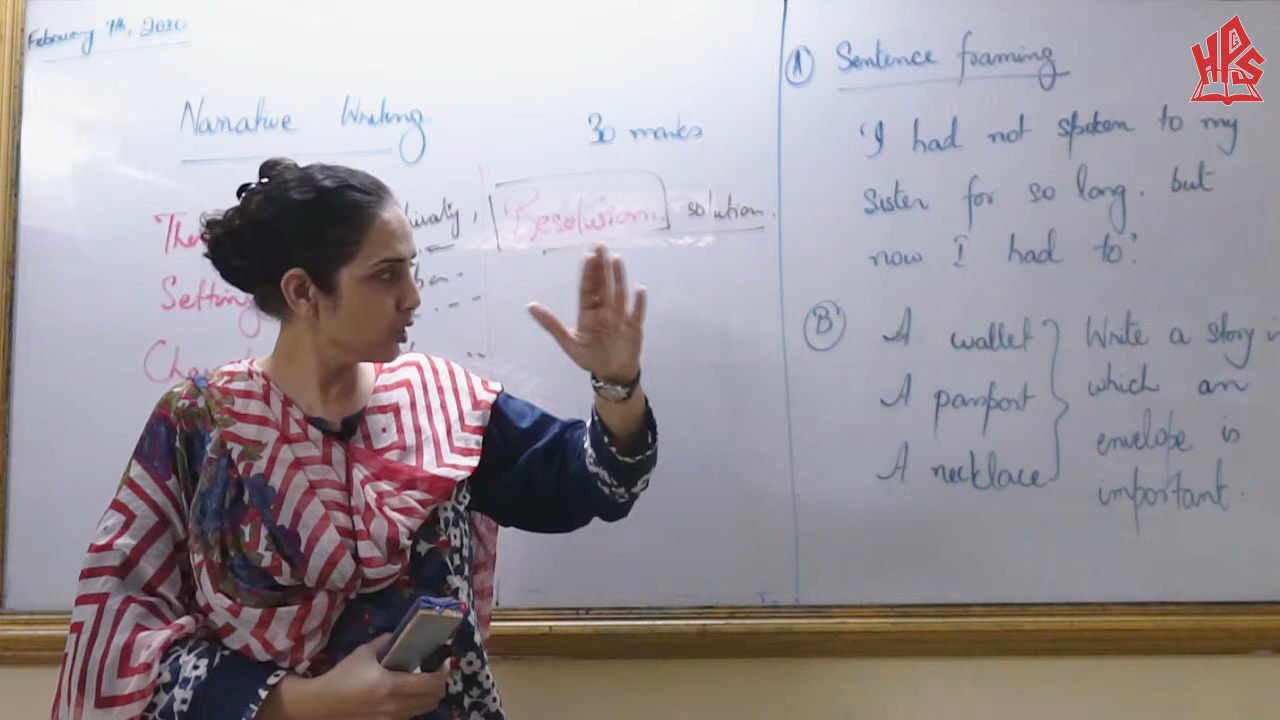 February 7th, 2020
Narrative Writing
30 marks
Resolution, solution.
Setting
A Sentence framing
'I had not spoken to my
sister for so long. but
now I had to'.
B A wallet
A passport
A necklace
Write a story
which an
envelope is
important.
HPS